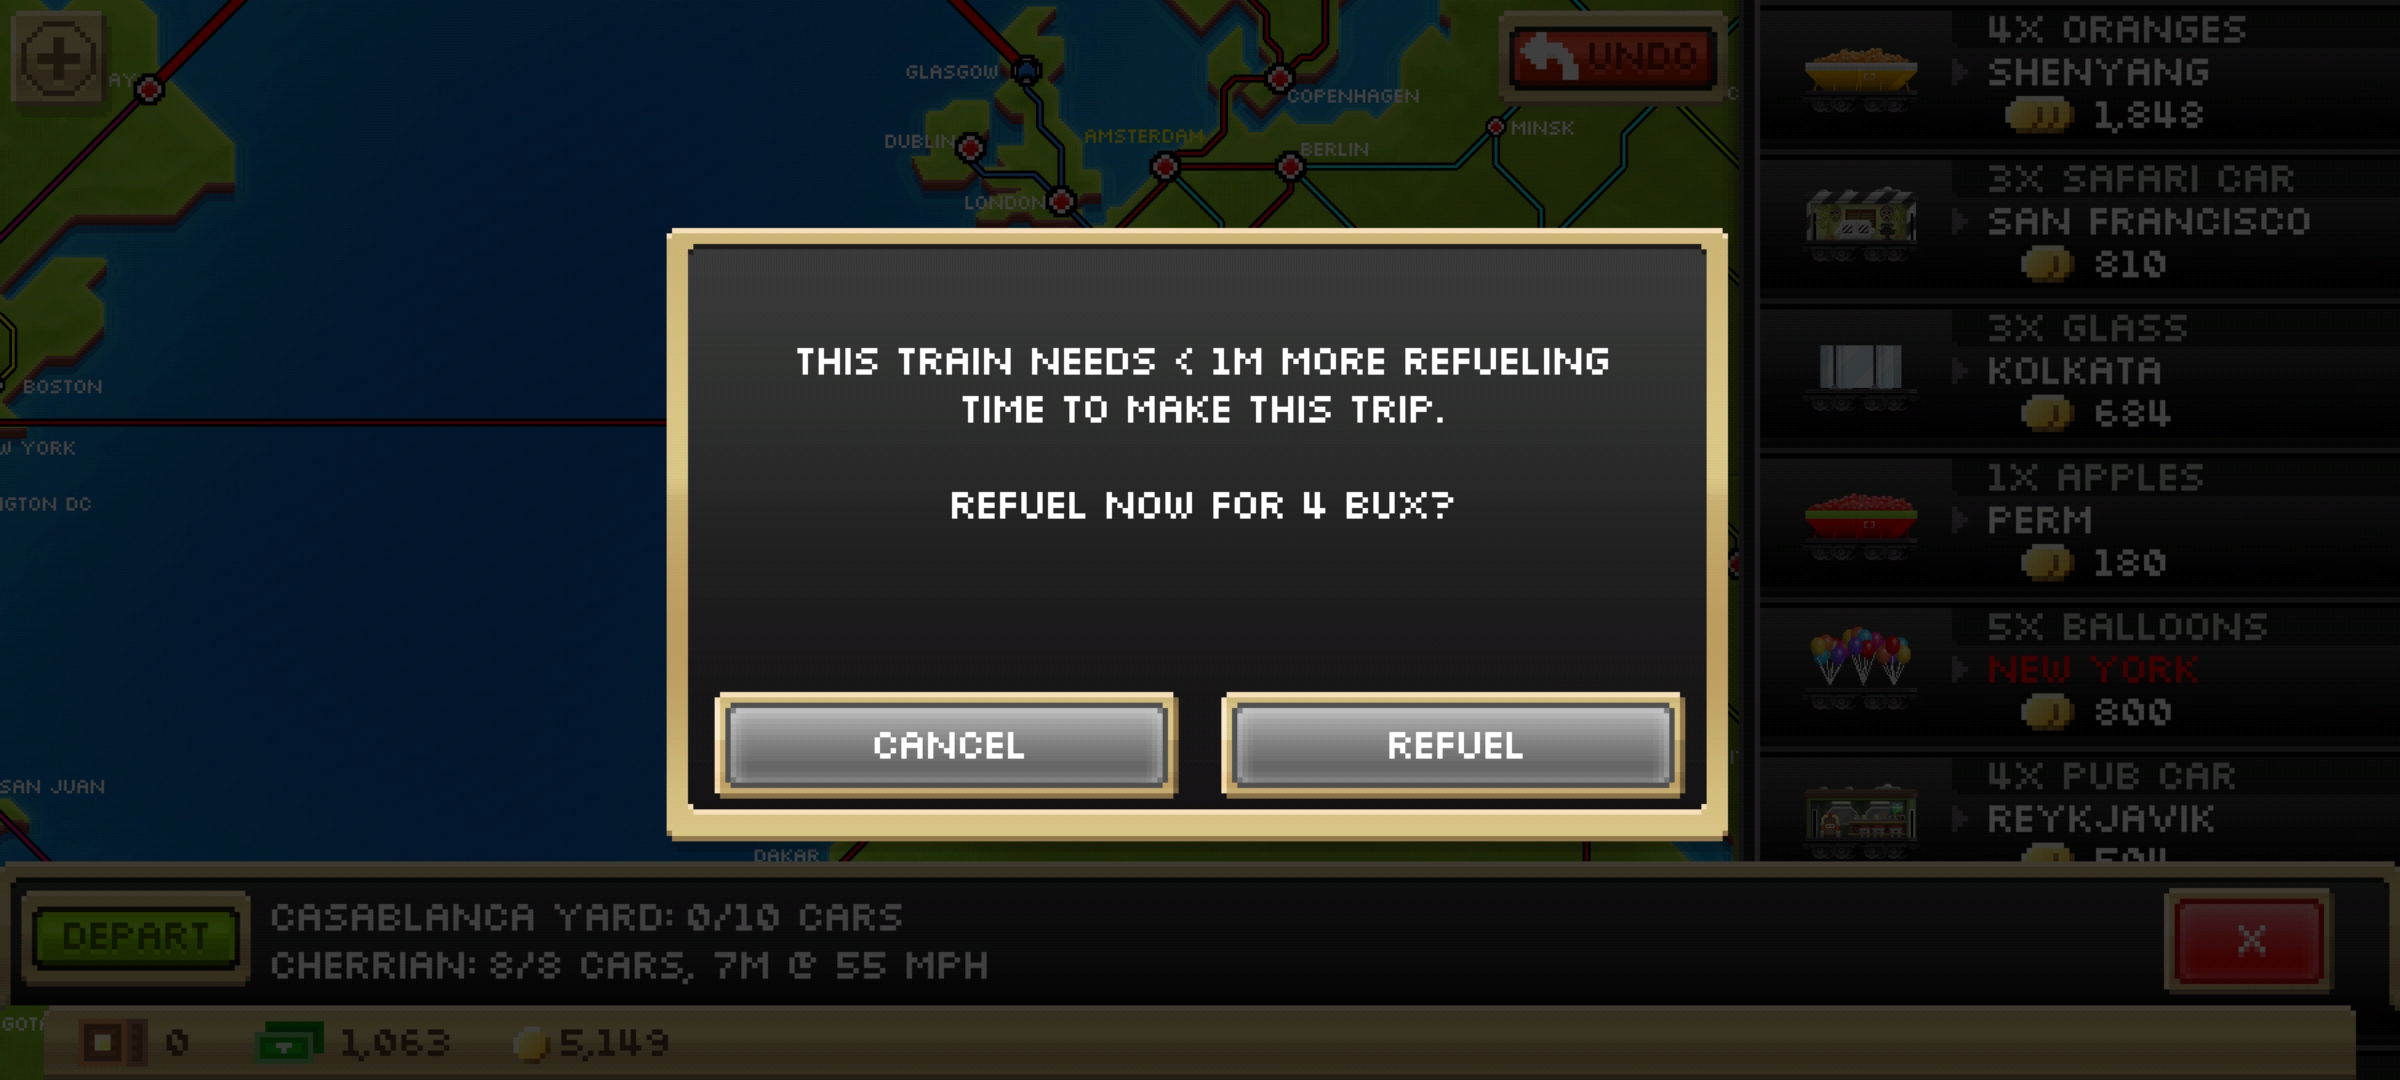 UNDO
GLASGOW
COPENHAGEN
DUBLIN
AMSTERDAM
BERLIN
MINSK
LONDON
BOSTON
W YORK
GTON DC
SAN JUAN
DAKAR
4X ORANGES
SHENYANG
1,848
3X SAFARI CAR
SAN FRANCISCO
810
3X GLASS
KOLKATA
684
1X APPLES
PERM
180
5X BALLOONS
NEW YORK
800
4X PUB CAR
REYKJAVIK
THIS TRAIN NEEDS < 1M MORE REFUELING
TIME TO MAKE THIS TRIP.
REFUEL NOW FOR 4 BUX?
CANCEL
REFUEL
DEPART
CASABLANCA YARD: 0/10 CARS
CHERRIAN: 8/8 CARS, 7M @ 55 MPH
X
0
1,063
5,149